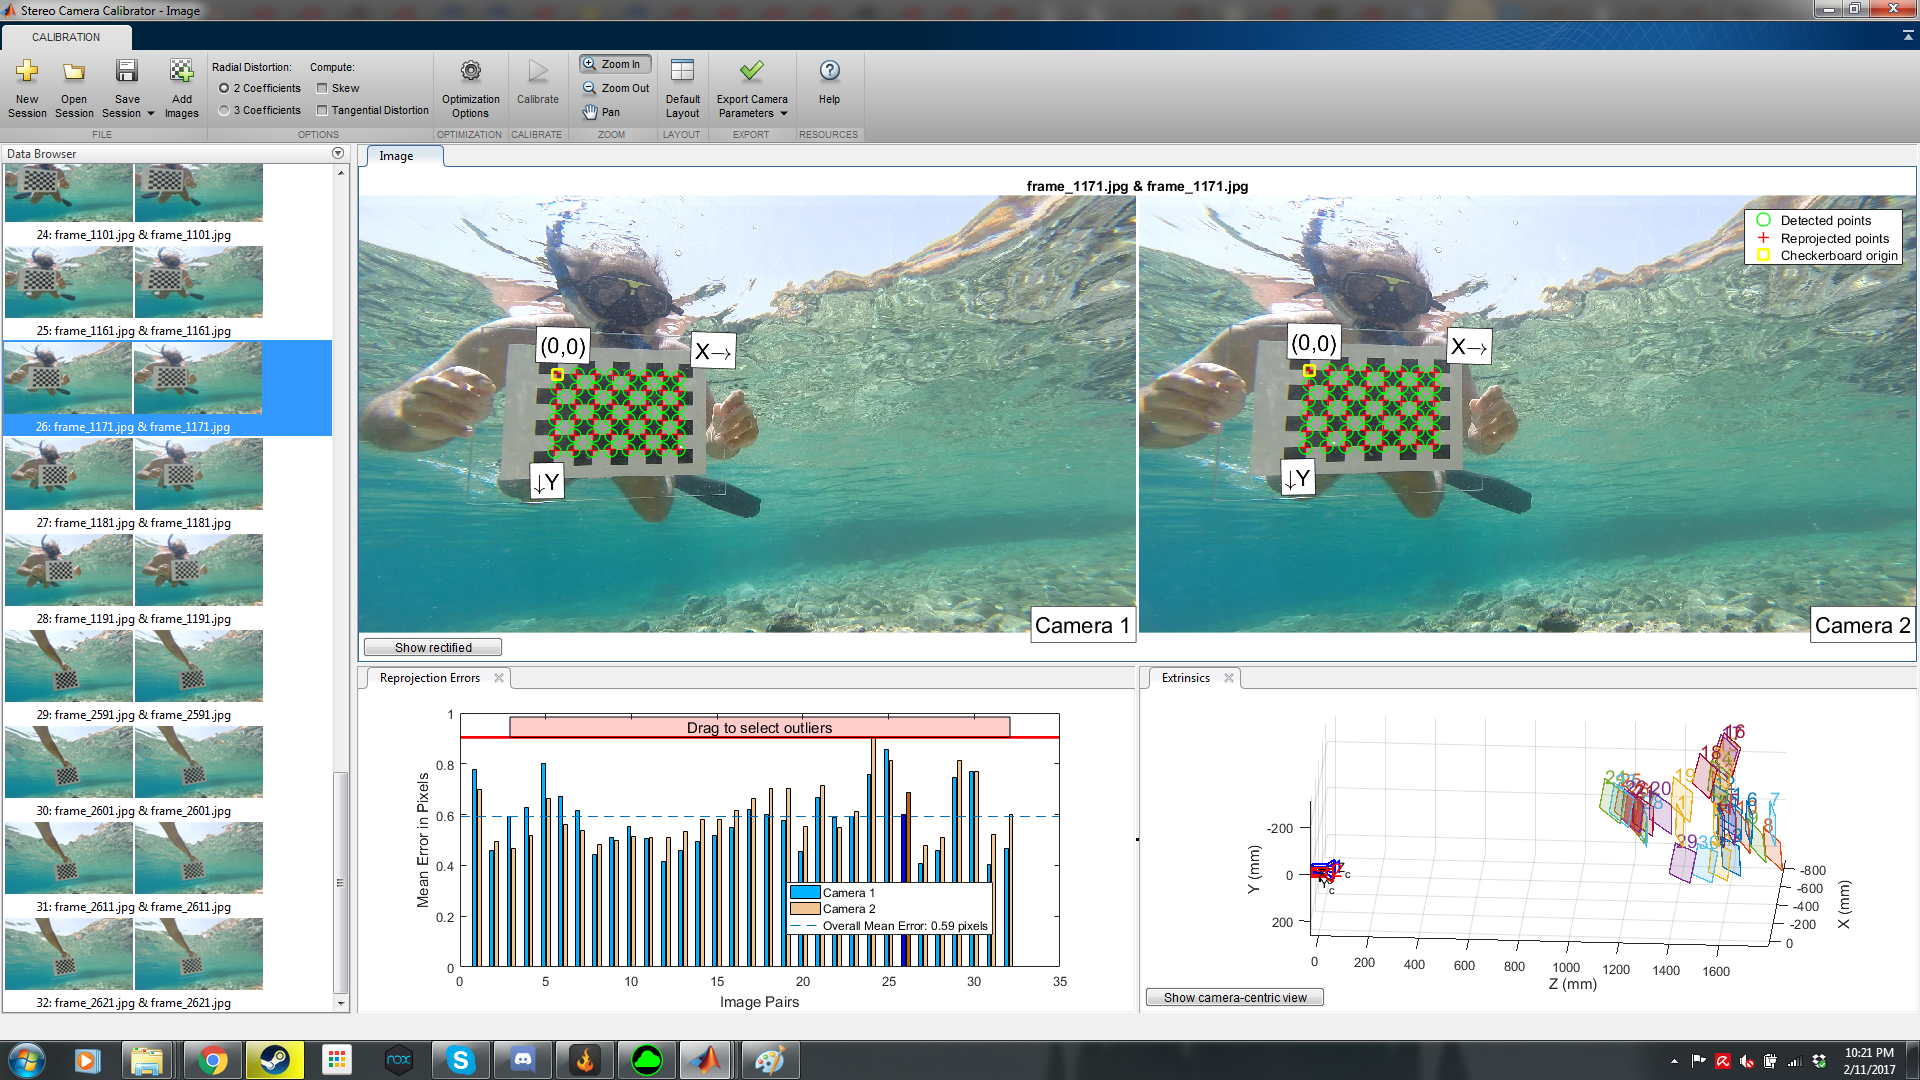 Stereo Camera Calibrator - Image
CALIBRATION
New Session
Open Session
Save Session
Add Images
FILE
Radial Distortion:
2 Coefficients
3 Coefficients
Compute:
Skew
Tangential Distortion
OPTIONS
Optimization Options
OPTIMIZATION
Calibrate
CALIBRATE
Zoom In
Zoom Out
Pan
ZOOM
Default Layout
LAYOUT
Export Camera Parameters
EXPORT
Help
RESOURCES
Data Browser
24: frame_1101.jpg & frame_1101.jpg
25: frame_1161.jpg & frame_1161.jpg
26: frame_1171.jpg & frame_1171.jpg
27: frame_1181.jpg & frame_1181.jpg
28: frame_1191.jpg & frame_1191.jpg
29: frame_2591.jpg & frame_2591.jpg
30: frame_2601.jpg & frame_2601.jpg
31: frame_2611.jpg & frame_2611.jpg
32: frame_2621.jpg & frame_2621.jpg
Image
frame_1171.jpg & frame_1171.jpg
(0,0)
X→
↓Y
Camera 1
(0,0)
X→
↓Y
Camera 2
Detected points
Reprojected points
Checkerboard origin
Show rectified
Reprojection Errors
Drag to select outliers
Mean Error in Pixels
1
0.8
0.6
0.4
0.2
0
0 5 10 15 20 25 30 35
Image Pairs
Camera 1
Camera 2
Overall Mean Error: 0.59 pixels
Extrinsics
Y (mm)
-200
0
200
0 200 400 600 800 1000 1200 1400 1600
Z (mm)
-800
-600
-400
-200
0
X (mm)
Show camera-centric view
nox
10:21 PM
2/11/2017